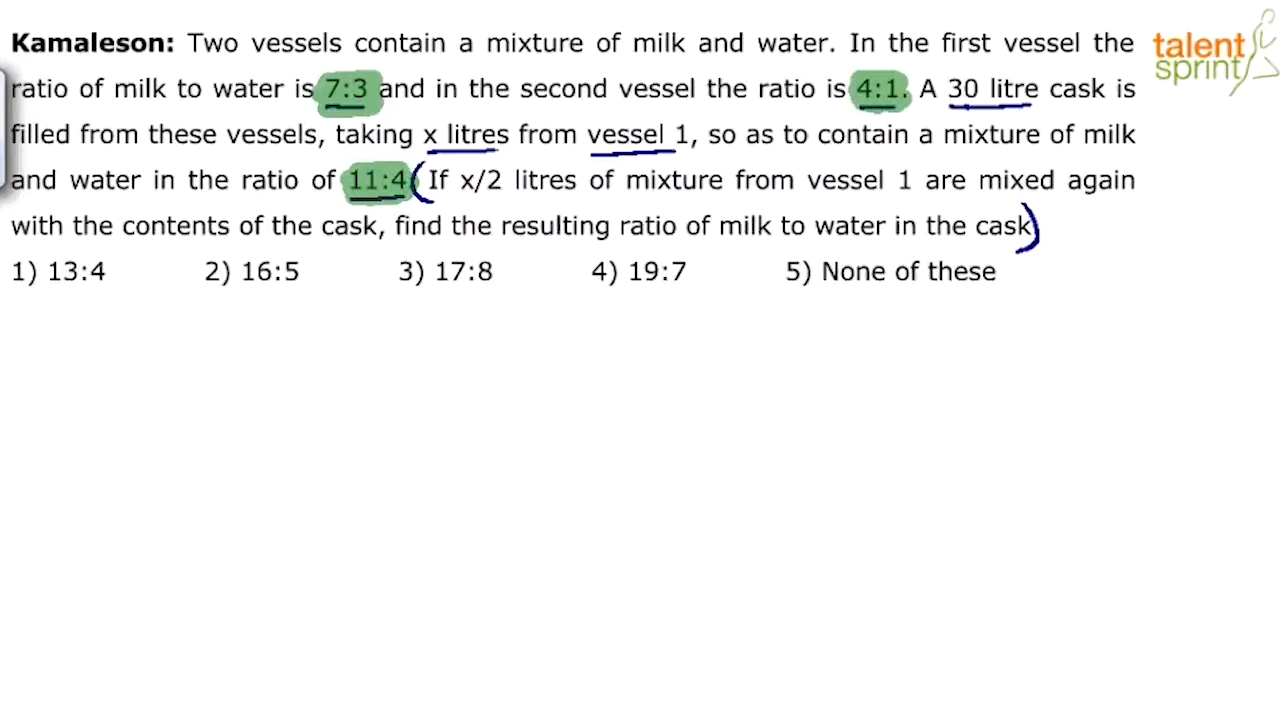 Kamaleson: Two vessels contain a mixture of milk and water. In the first vessel the
ratio of milk to water is 7:3 and in the second vessel the ratio is 4:1. A 30 litre cask is
filled from these vessels, taking x litres from vessel 1, so as to contain a mixture of milk
and water in the ratio of 11:4 (If x/2 litres of mixture from vessel 1 are mixed again
with the contents of the cask, find the resulting ratio of milk to water in the cask)
1) 13:4 2) 16:5 3) 17:8 4) 19:7 5) None of these
talent
sprint